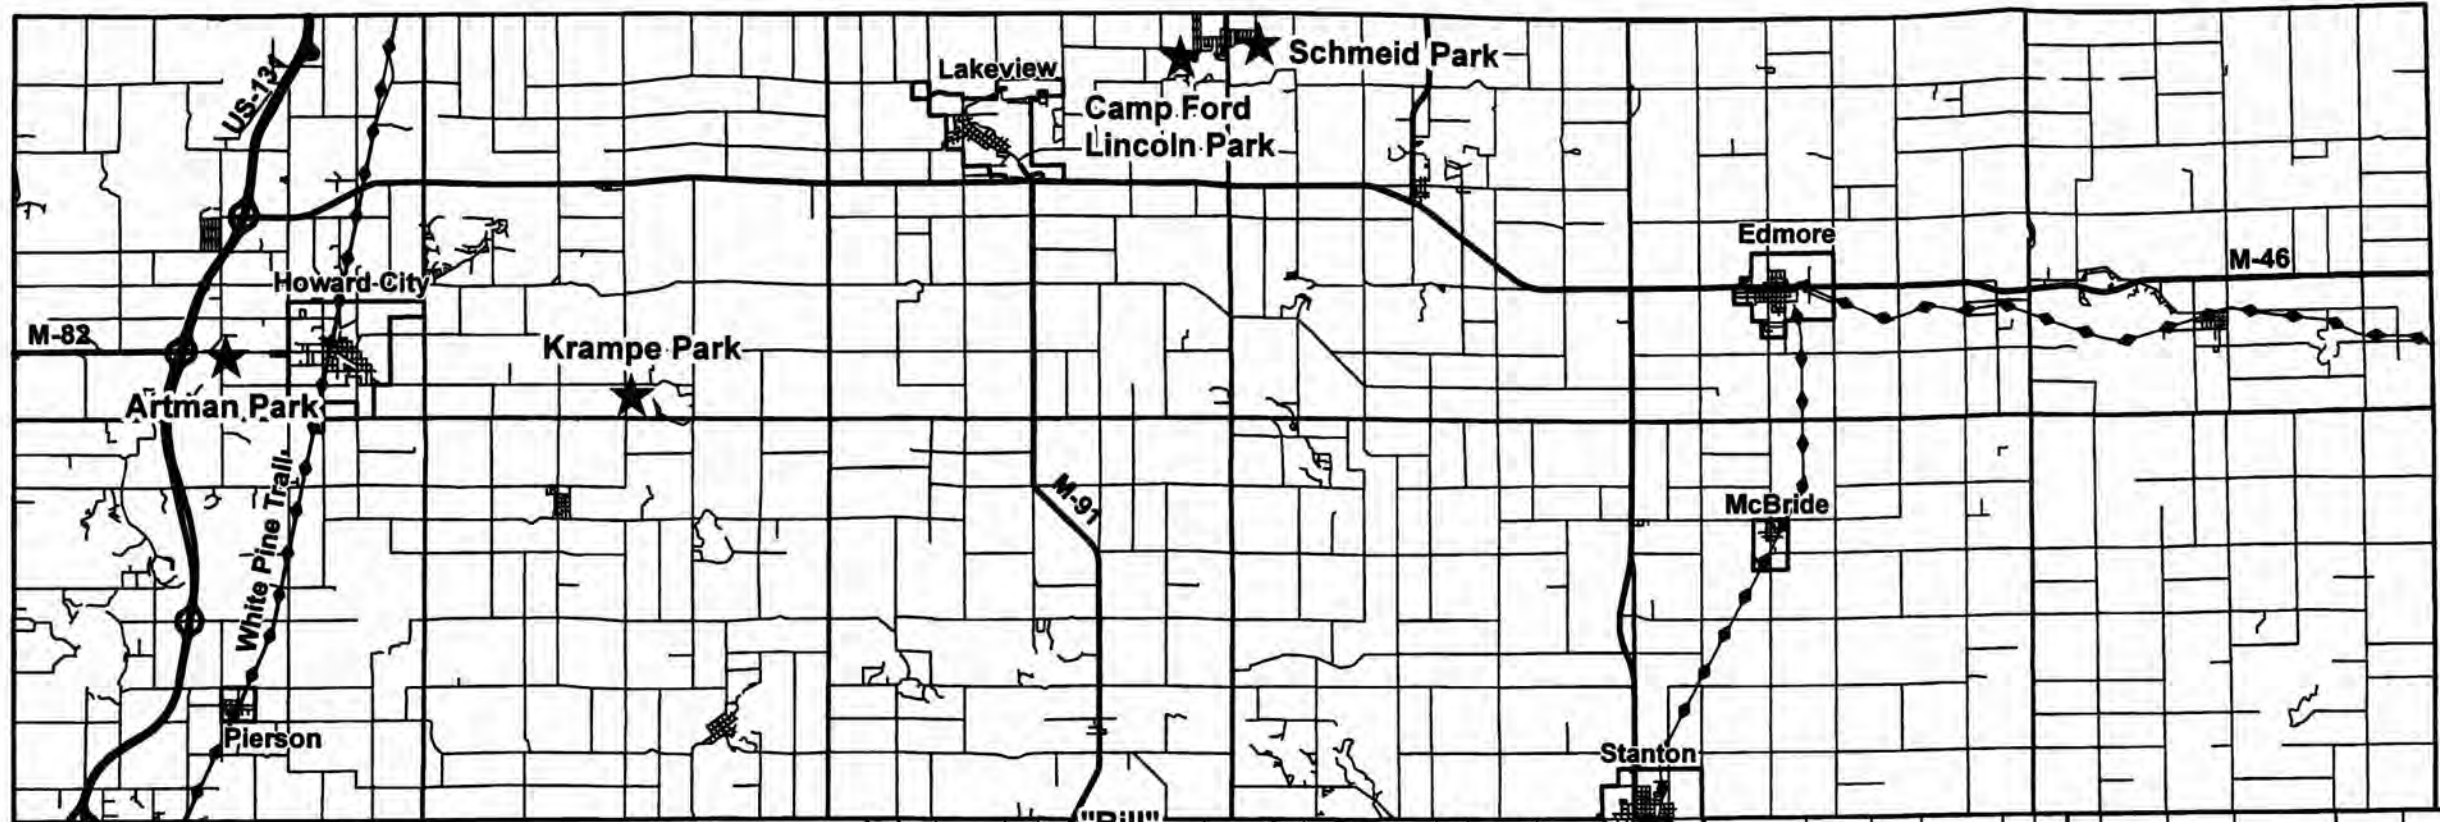 US-131
Lakeview
Schmeid Park
Camp Ford
Lincoln Park
Edmore
M-46
Howard City
M-82
Krampe Park
Artman Park
White Pine Trail
M-91
McBride
Pierson
Stanton
"Bill"